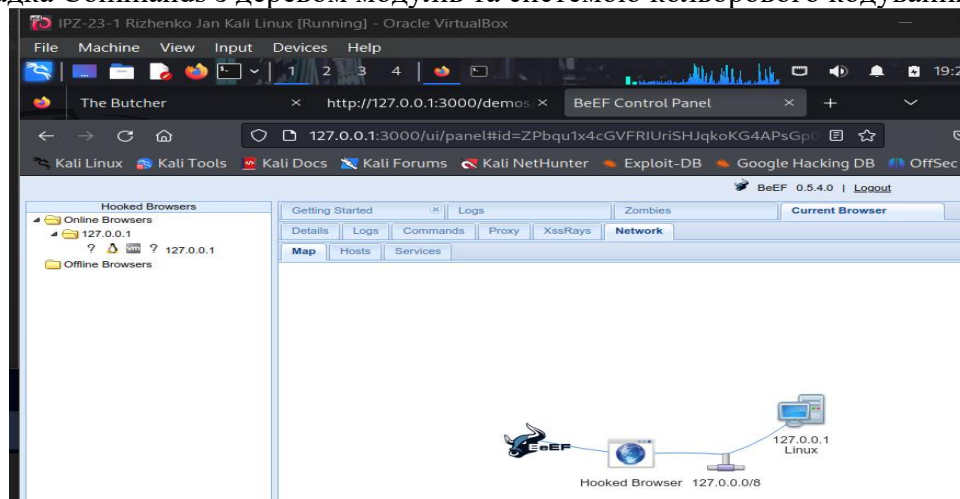 дка Commands з деревом модулів та системою кольорового кодуванн
IPZ-23-1 Rizhenko Jan Kali Linux [Running] - Oracle VirtualBox
File Machine View Input Devices Help
1 2 3 4 19:2
The Butcher × http://127.0.0.1:3000/demos × BeEF Control Panel × +
127.0.0.1:3000/ui/panel#id=ZPbqu1x4cGVFRIUriSHJqkoKG4APsGp
Kali Linux Kali Tools Kali Docs Kali Forums Kali NetHunter Exploit-DB Google Hacking DB OffSec
BeEF 0.5.4.0 | Logout
Hooked Browsers
Online Browsers
127.0.0.1
? vm ? 127.0.0.1
Offline Browsers
Getting Started Logs Zombies Current Browser
Details Logs Commands Proxy XssRays Network
Map Hosts Services
BeEF
127.0.0.1
Linux
Hooked Browser 127.0.0.0/8